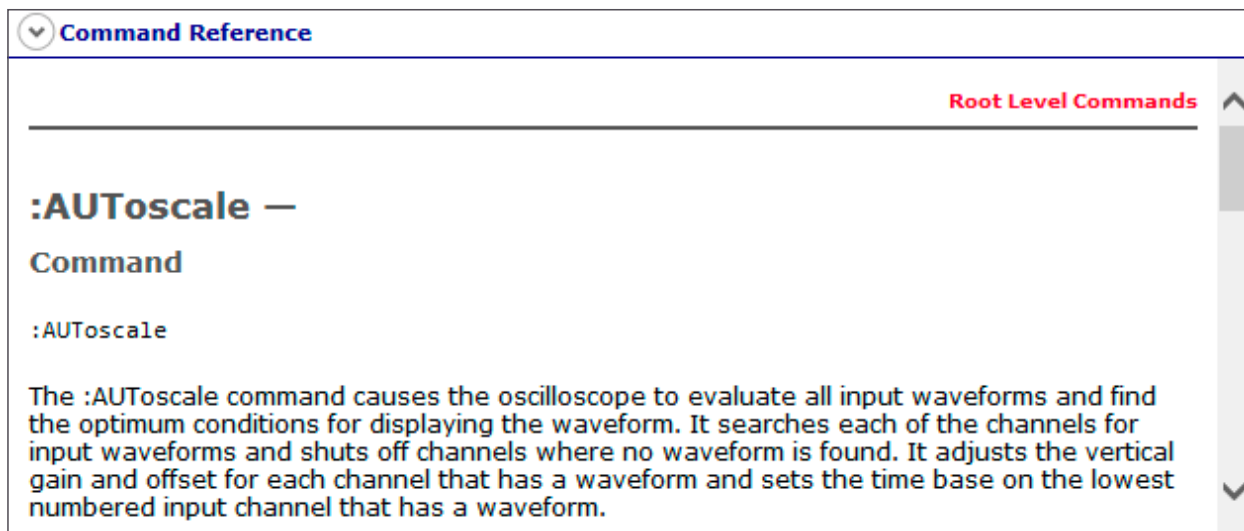 Command Reference
Root Level Commands
:AUToscale —
Command
:AUToscale
The :AUToscale command causes the oscilloscope to evaluate all input waveforms and find
the optimum conditions for displaying the waveform. It searches each of the channels for
input waveforms and shuts off channels where no waveform is found. It adjusts the vertical
gain and offset for each channel that has a waveform and sets the time base on the lowest
numbered input channel that has a waveform.